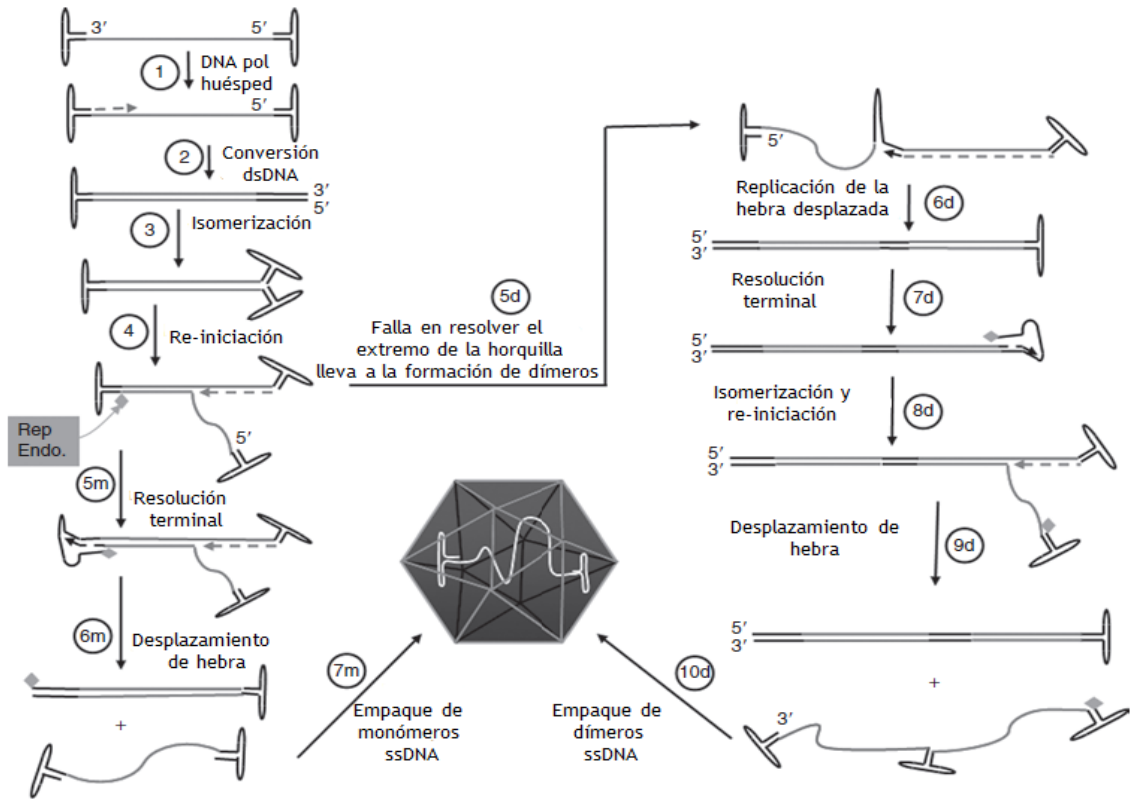 3′ 5′
1
DNA pol
huésped
5′
2
Conversión
dsDNA
3′
5′
3
Isomerización
4
Re-iniciación
Rep
Endo.
5′
5m
Resolución
terminal
6m
Desplazamiento
de hebra
+
7m
Empaque de
monómeros
ssDNA
5d
Falla en resolver el
extremo de la horquilla
lleva a la formación de dímeros
5′
Replicación de la
hebra desplazada
6d
5′
3′
Resolución
terminal
7d
5′
3′
Isomerización y
re-iniciación
8d
5′
3′
Desplazamiento de
hebra
9d
5′
3′
+
3′
10d
Empaque de
dímeros
ssDNA